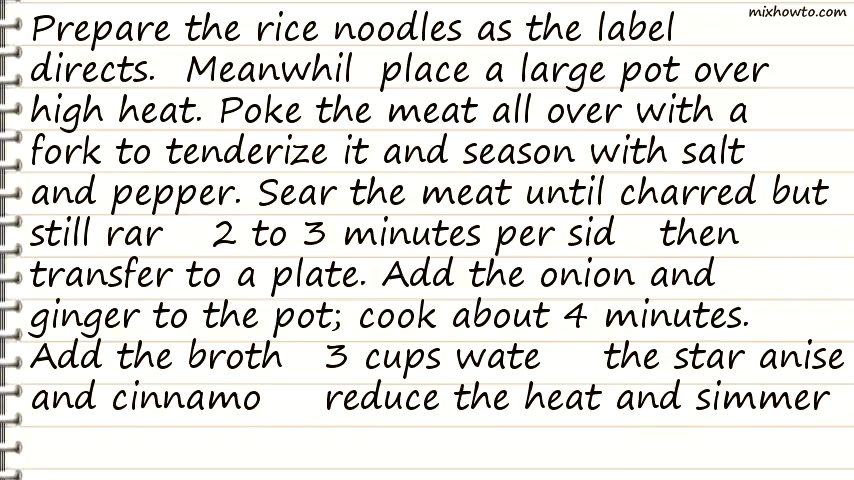 mixhowto.com
Prepare the rice noodles as the label
directs. Meanwhil place a large pot over
high heat. Poke the meat all over with a
fork to tenderize it and season with salt
and pepper. Sear the meat until charred but
still rar 2 to 3 minutes per sid then
transfer to a plate. Add the onion and
ginger to the pot; cook about 4 minutes.
Add the broth 3 cups wate the star anise
and cinnamo reduce the heat and simmer